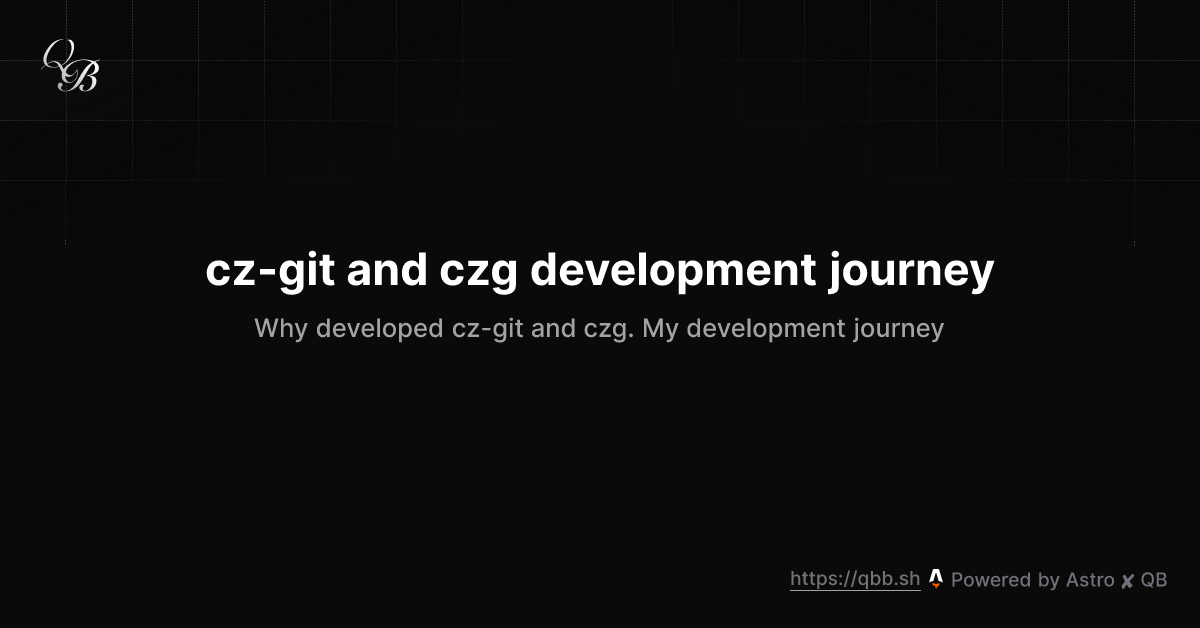 QB
cz-git and czg development journey
Why developed cz-git and czg. My development journey
https://qbb.sh Powered by Astro ✘ QB